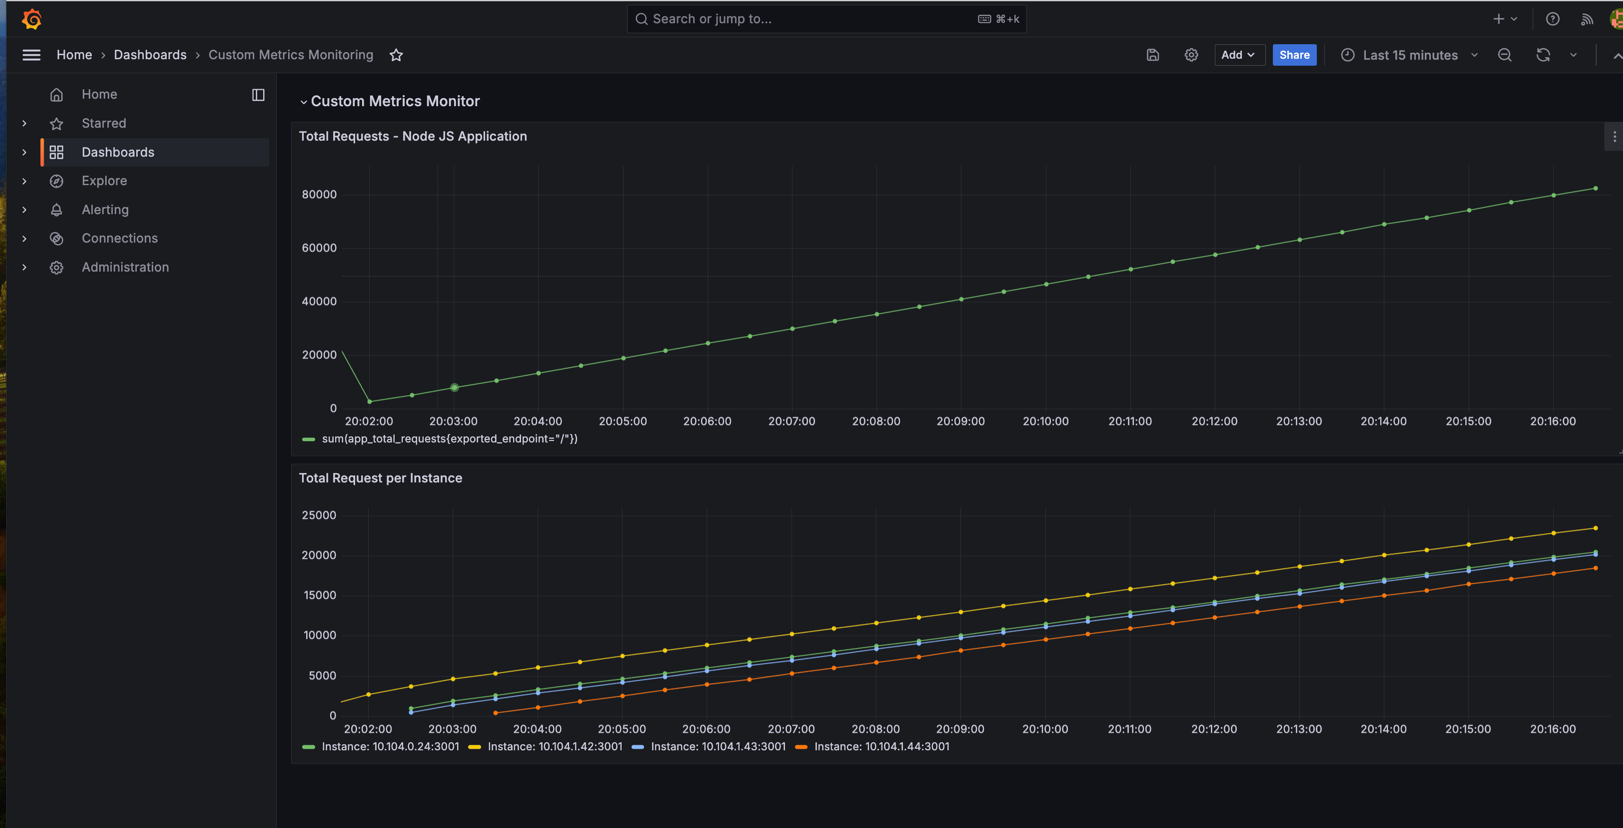 Search or jump to... ⌘+k
Home › Dashboards › Custom Metrics Monitoring Add Share Last 15 minutes
Home
Starred
Dashboards
Explore
Alerting
Connections
Administration
Custom Metrics Monitor
Total Requests - Node JS Application
80000
60000
40000
20000
0
20:02:00 20:03:00 20:04:00 20:05:00 20:06:00 20:07:00 20:08:00 20:09:00 20:10:00 20:11:00 20:12:00 20:13:00 20:14:00 20:15:00 20:16:00
sum(app_total_requests{exported_endpoint="/"})
Total Request per Instance
25000
20000
15000
10000
5000
0
20:02:00 20:03:00 20:04:00 20:05:00 20:06:00 20:07:00 20:08:00 20:09:00 20:10:00 20:11:00 20:12:00 20:13:00 20:14:00 20:15:00 20:16:00
Instance: 10.104.0.24:3001 Instance: 10.104.1.42:3001 Instance: 10.104.1.43:3001 Instance: 10.104.1.44:3001